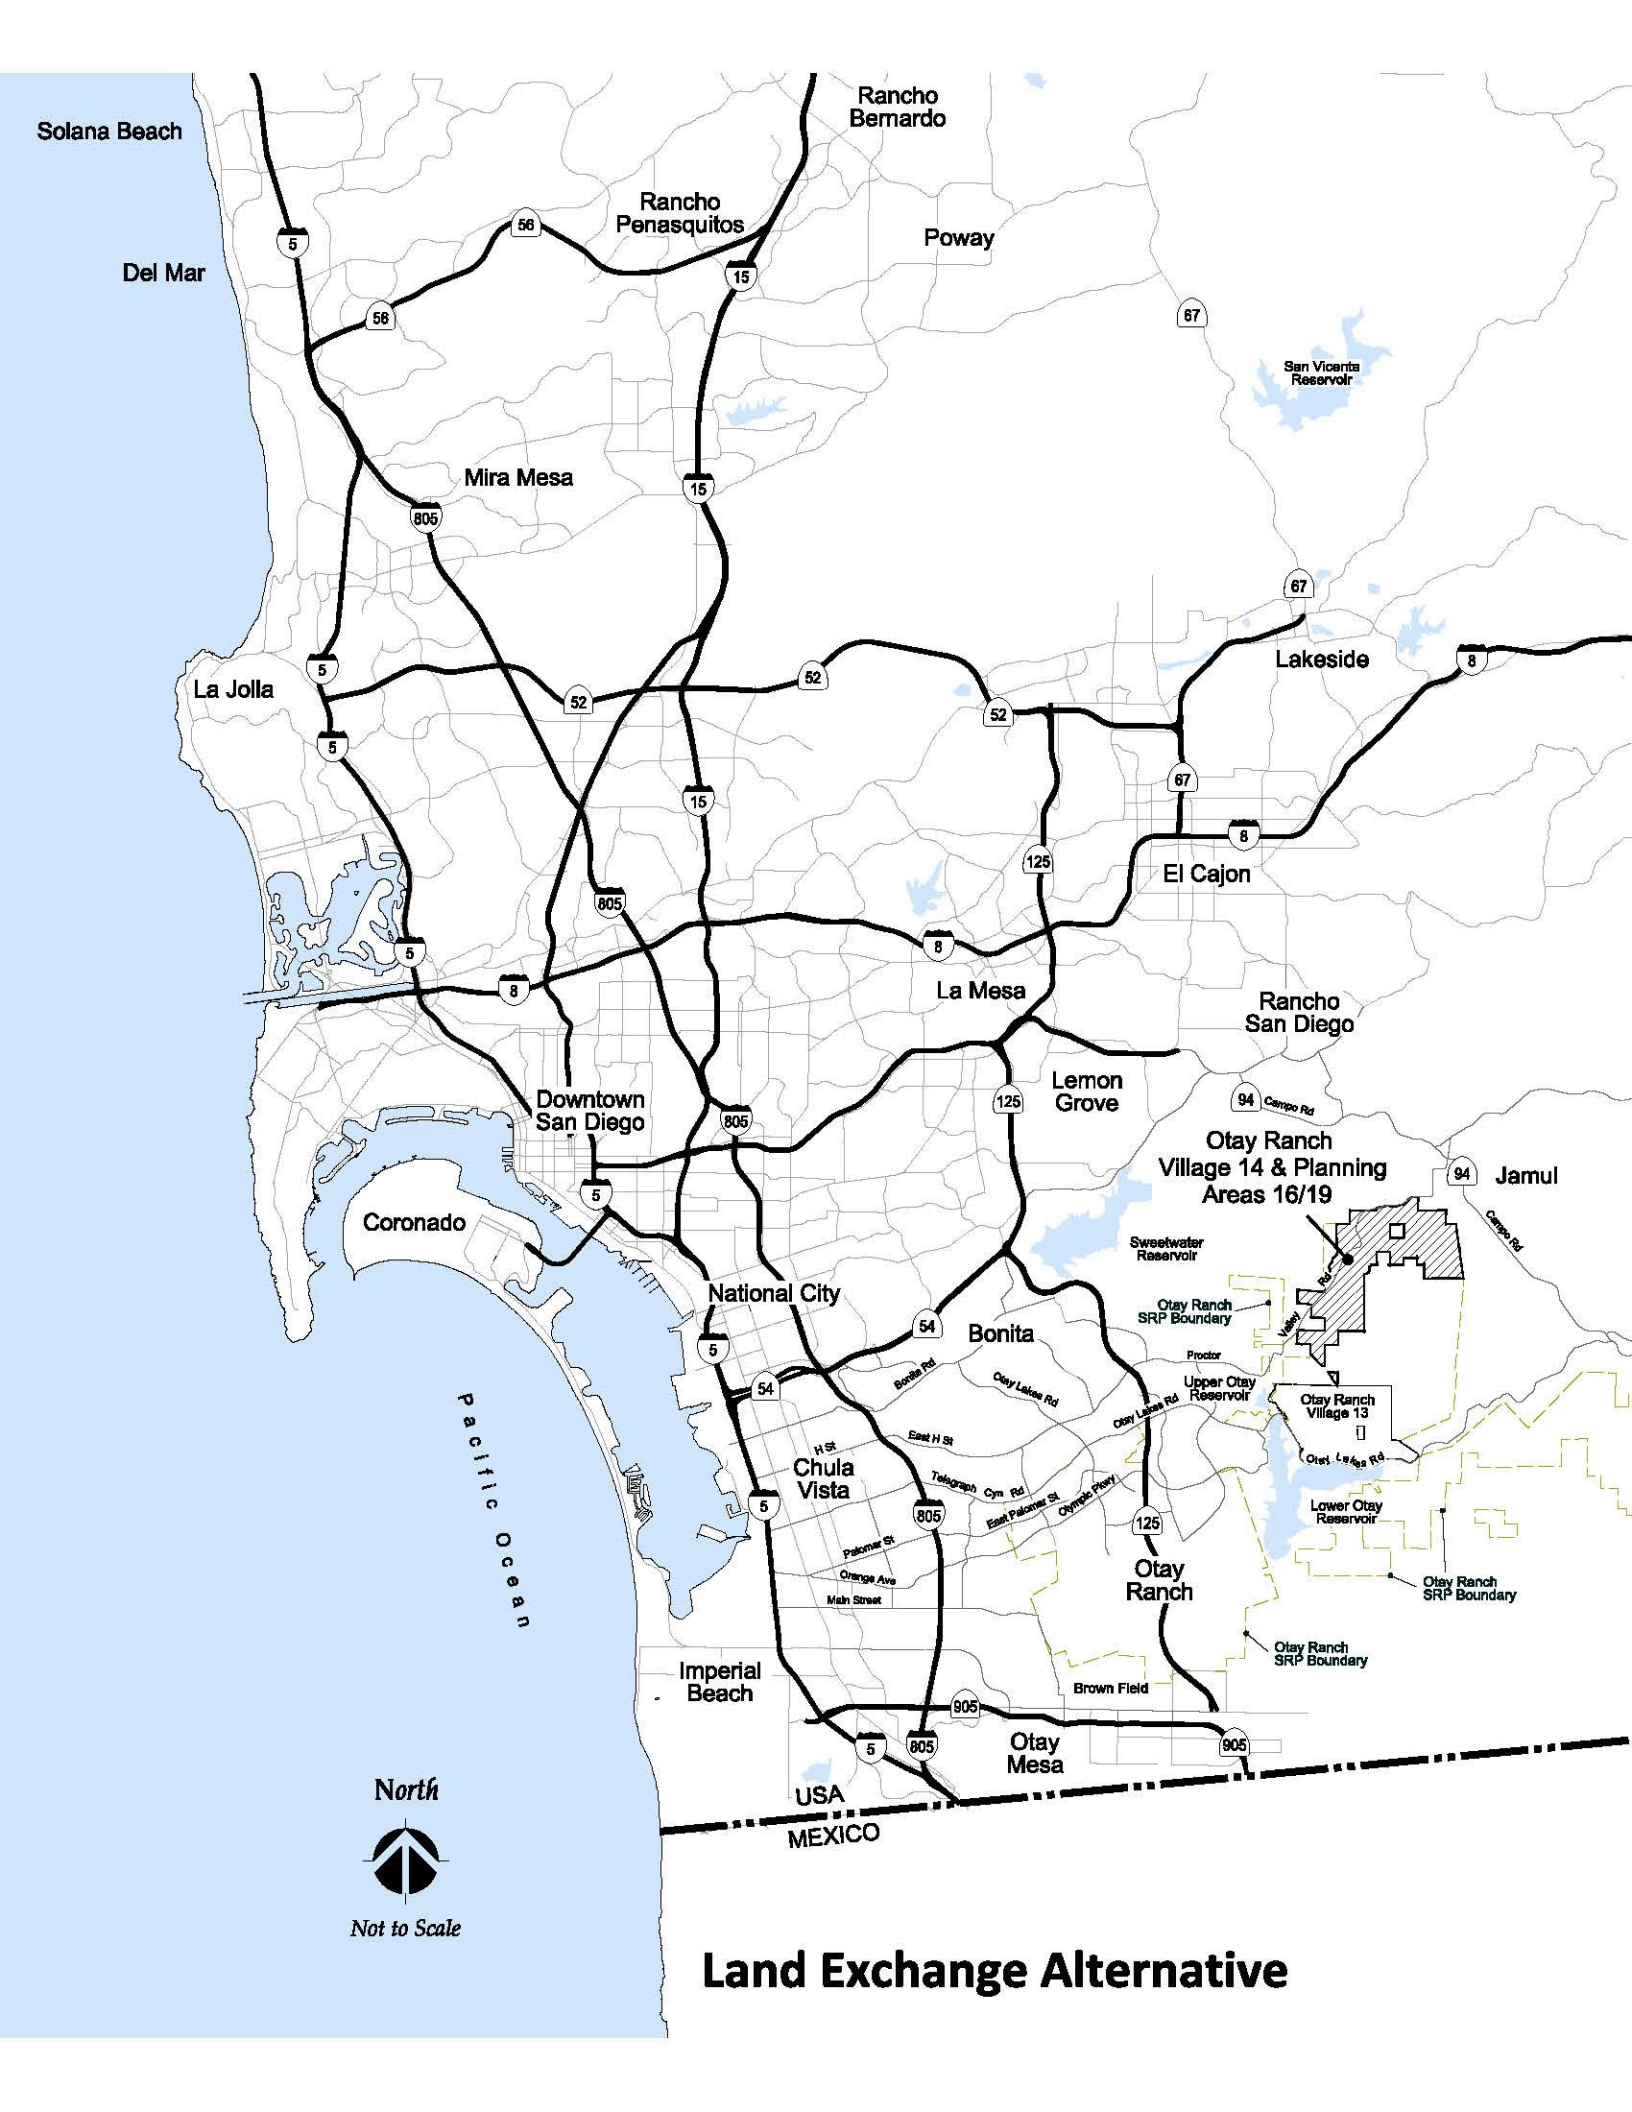 Rancho
Bernardo
Solana Beach
Rancho
Penasquitos
56
Poway
5
Del Mar
15
56
67
San Vicente
Reservoir
Mira Mesa
15
805
67
Lakeside
8
5
La Jolla
52
52
52
5
67
15
8
125
El Cajon
805
5
8
8
La Mesa
Rancho
San Diego
Lemon
Grove
125
94
Campo Rd
Downtown
San Diego
805
Otay Ranch
Village 14 & Planning
Areas 16/19
94
Jamul
5
Coronado
Campo Rd
Sweetwater
Reservoir
National City
Rd
Valley
Otay Ranch
SRP Boundary
54
Bonita
5
Proctor
Bonita Rd
Otay Lakes Rd
Upper Otay
Reservoir
54
Otay Ranch
Village 13
Otay Lakes Rd
H St
East H St
Otay Lakes Rd
Chula
Vista
Telegraph Cyn Rd
East Palomar St
Olympic Pkwy
5
805
125
Lower Otay
Reservoir
Pacific Ocean
Palomar St
Orange Ave
Main Street
Otay
Ranch
Otay Ranch
SRP Boundary
Otay Ranch
SRP Boundary
Imperial
Beach
Brown Field
905
5
805
Otay
Mesa
905
North
USA
MEXICO
Not to Scale
Land Exchange Alternative